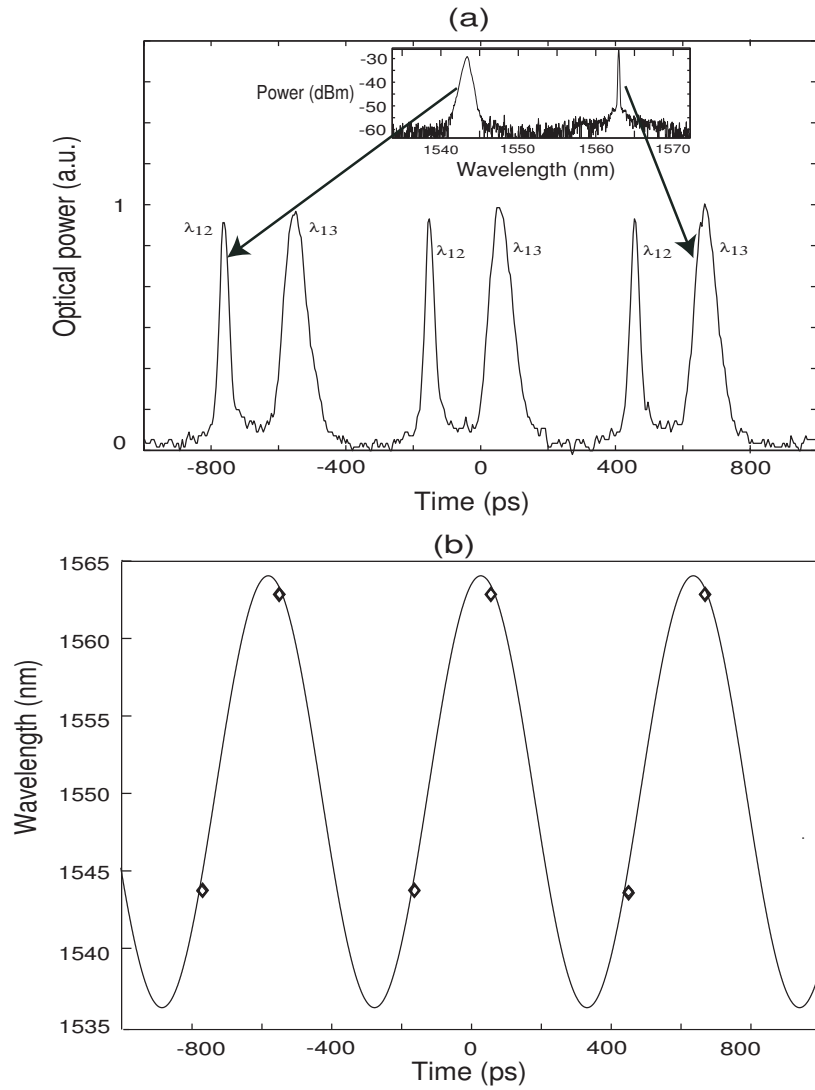 (a)
-30
-40
-50
-60
Power (dBm)
1540 1550 1560 1570
Wavelength (nm)
1
0
Optical power (a.u.)
λ12 λ13 λ12 λ13 λ12 λ13
-800 -400 0 400 800
Time (ps)
(b)
1565
1560
1555
1550
1545
1540
1535
Wavelength (nm)
-800 -400 0 400 800
Time (ps)